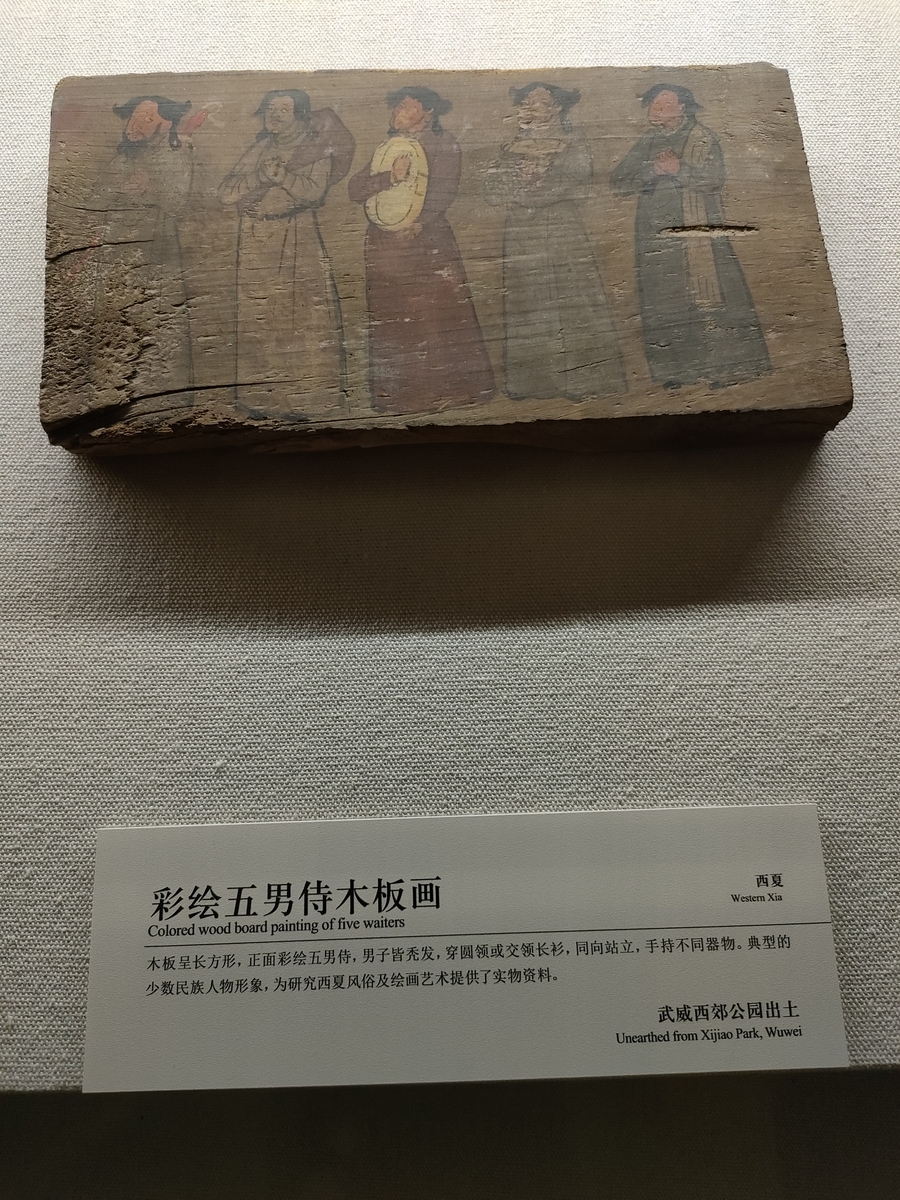 彩绘五男侍木板画
Colored wood board painting of five waiters
西夏
Western Xia
木板呈长方形，正面彩绘五男侍，男子皆秃发，穿圆领或交领长衫，同向站立，手持不同器物。典型的
少数民族人物形象，为研究西夏风俗及绘画艺术提供了实物资料。
武威西郊公园出土
Unearthed from Xijiao Park, Wuwei